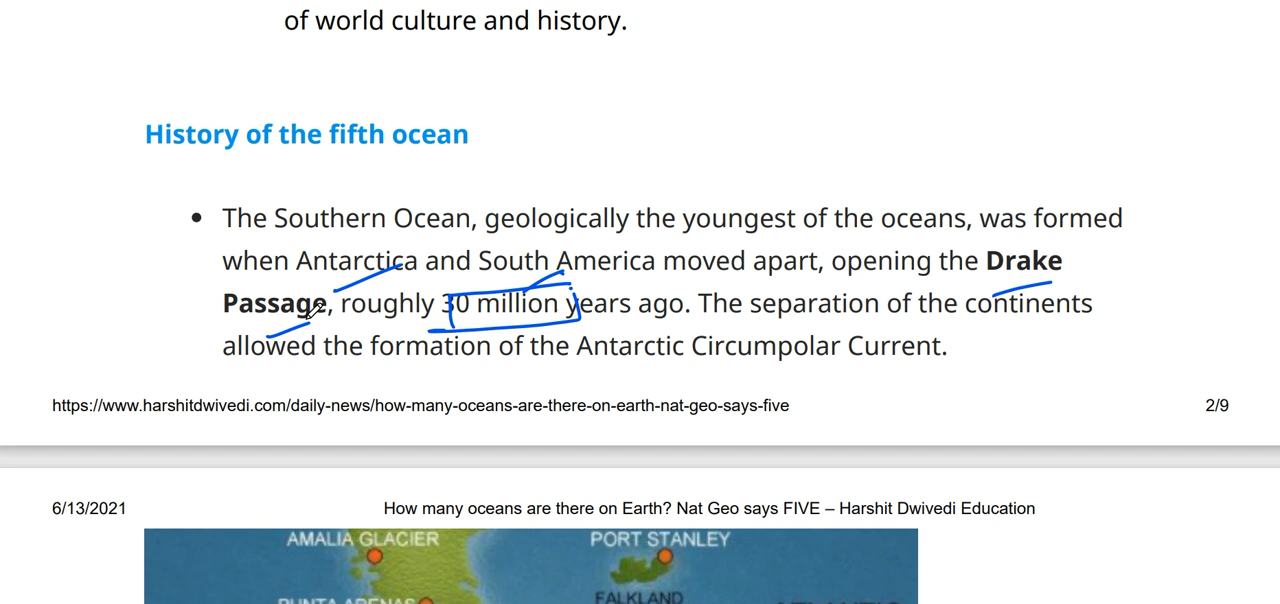 of world culture and history.
History of the fifth ocean
• The Southern Ocean, geologically the youngest of the oceans, was formed
when Antarctica and South America moved apart, opening the Drake
Passage, roughly 30 million years ago. The separation of the continents
allowed the formation of the Antarctic Circumpolar Current.
https://www.harshitdwivedi.com/daily-news/how-many-oceans-are-there-on-earth-nat-geo-says-five 2/9
6/13/2021 How many oceans are there on Earth? Nat Geo says FIVE – Harshit Dwivedi Education
AMALIA GLACIER PORT STANLEY
PUNTA ARENAS FALKLAND